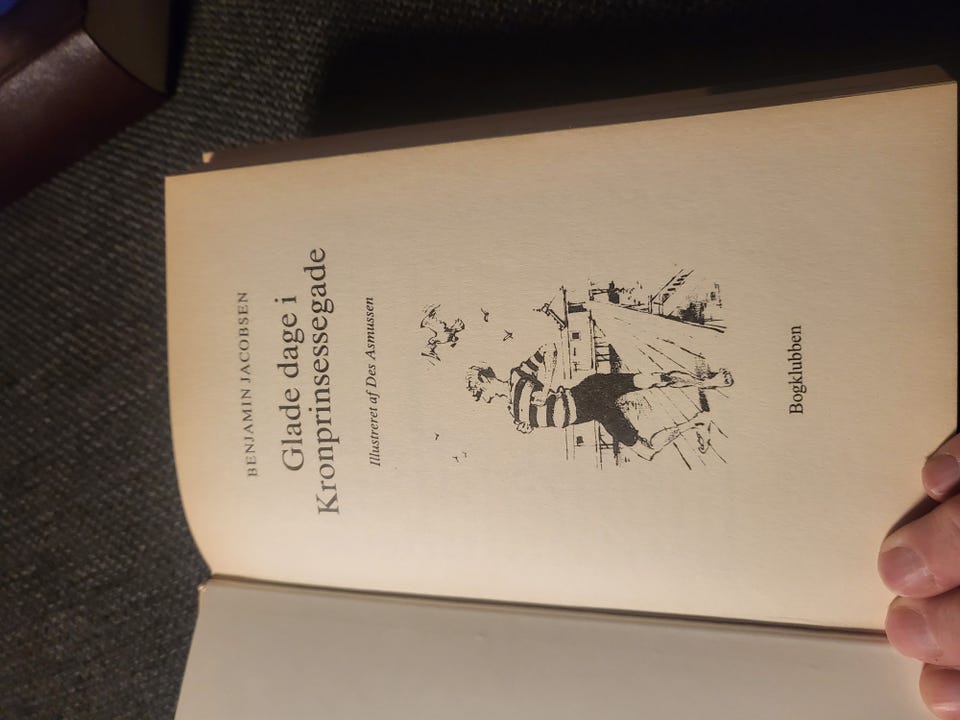 BENJAMIN JACOBSEN
Glade dage i
Kronprinsessegade
Illustreret af Des Asmussen
Bogklubben